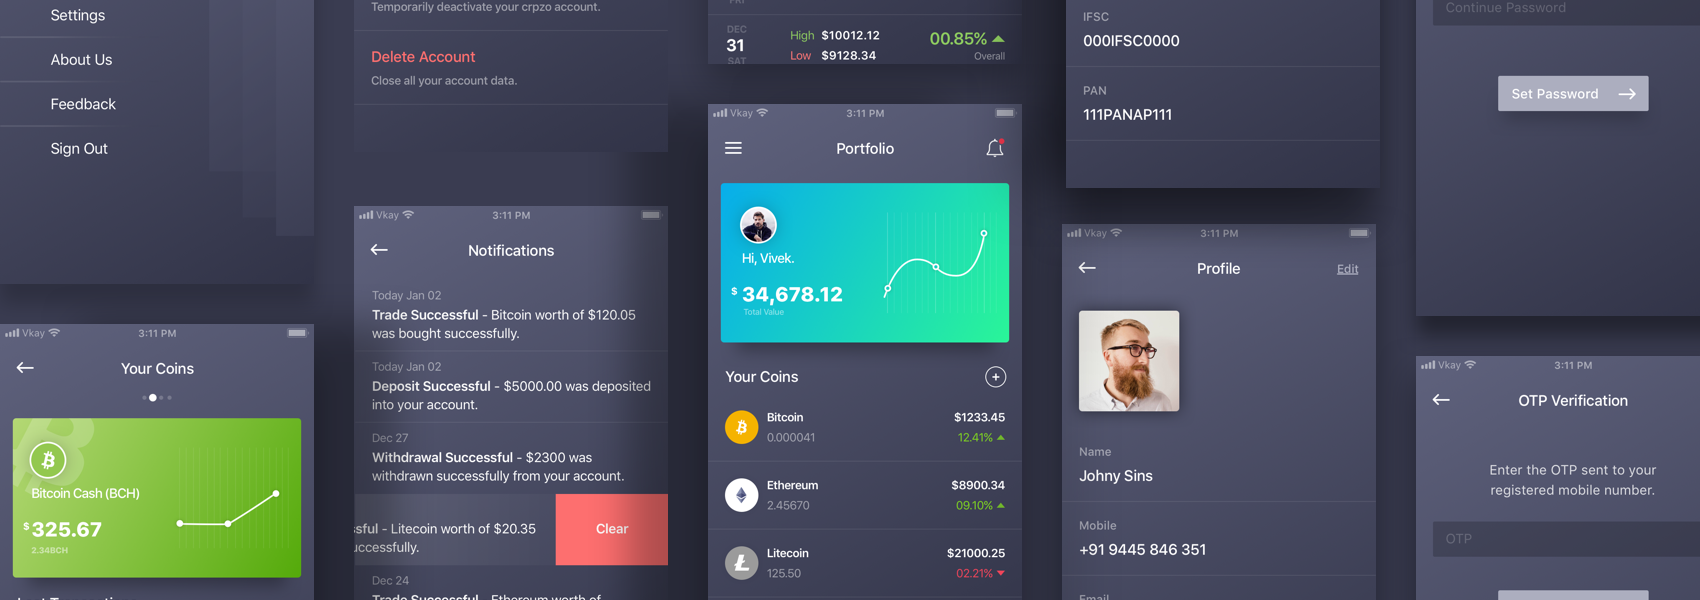 Settings
About Us
Feedback
Sign Out
Vkay
3:11 PM
Your Coins
Bitcoin Cash (BCH)
$ 325.67
2.34BCH
Temporarily deactivate your crpzo account.
Delete Account
Close all your account data.
Vkay
3:11 PM
Notifications
Today Jan 02
Trade Successful - Bitcoin worth of $120.05
was bought successfully.
Today Jan 02
Deposit Successful - $5000.00 was deposited
into your account.
Dec 27
Withdrawal Successful - $2300 was
withdrawn successfully from your account.
sful - Litecoin worth of $20.35
uccessfully.
Clear
Dec 24
Trade Successful - Ethereum worth of
FRI
DEC
31
SAT
High $10012.12
Low $9128.34
00.85%
Overall
Vkay
3:11 PM
Portfolio
Hi, Vivek.
$ 34,678.12
Total Value
Your Coins
Bitcoin
$1233.45
0.000041
12.41%
Ethereum
$8900.34
2.45670
09.10%
Litecoin
$21000.25
125.50
02.21%
IFSC
000IFSC0000
PAN
111PANAP111
Vkay
3:11 PM
Profile
Edit
Name
Johny Sins
Mobile
+91 9445 846 351
Email
Continue Password
Set Password
Vkay
3:11 PM
OTP Verification
Enter the OTP sent to your
registered mobile number.
OTP